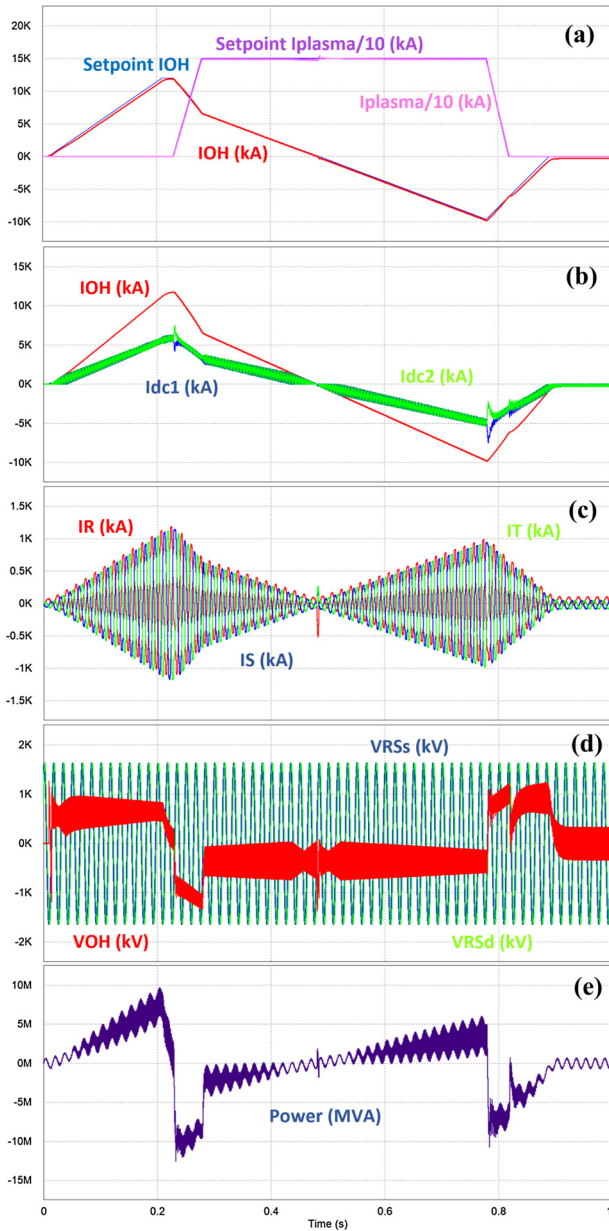 20K
(a)
Setpoint Iplasma/10 (kA)
15K
Setpoint IOH
10K
Iplasma/10 (kA)
5K
0K
IOH (kA)
-5K
-10K
15K
(b)
IOH (kA)
10K
5K
Idc1 (kA)
Idc2 (kA)
0K
-5K
-10K
1.5K
(c)
IR (kA)
IT (kA)
1K
0.5K
0K
-0.5K
IS (kA)
-1K
-1.5K
2K
(d)
VRSs (kV)
1K
0K
-1K
-2K
VOH (kV)
VRSd (kV)
10M
(e)
5M
0M
-5M
Power (MVA)
-10M
-15M
0
0.2
0.4
0.6
0.8
Time (s)